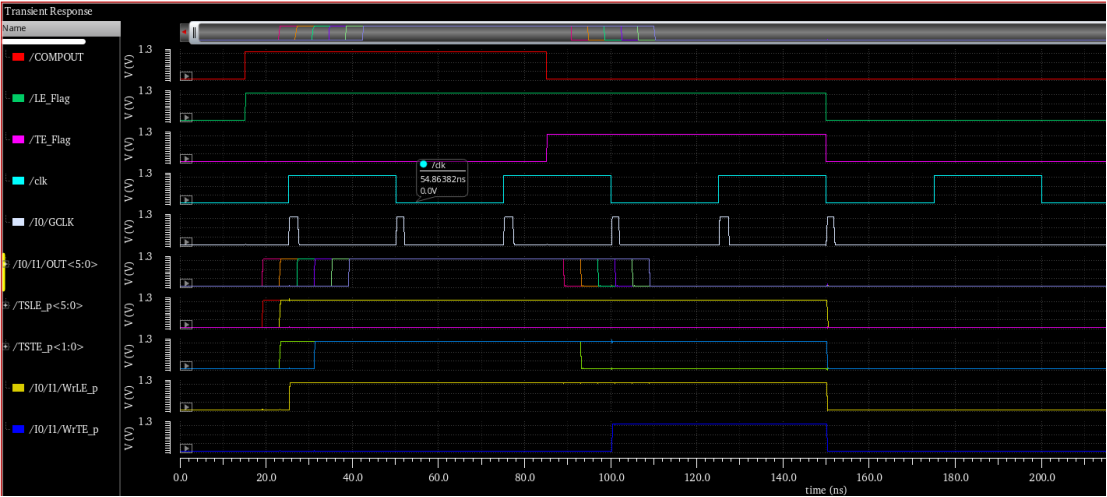 Transient Response
Name
/COMPOUT
V (V)
1.3
/LE_Flag
V (V)
1.3
/TE_Flag
V (V)
1.3
/clk
V (V)
1.3
/clk
54.86382ns
0.0V
/I0/GCLK
V (V)
1.3
/I0/I1/OUT<5:0>
V (V)
1.3
/TSLE_p<5:0>
V (V)
1.3
/TSTE_p<1:0>
V (V)
1.3
/I0/I1/WrLE_p
V (V)
1.3
/I0/I1/WrTE_p
V (V)
1.3
0.0 20.0 40.0 60.0 80.0 100.0 120.0 140.0 160.0 180.0 200.0
time (ns)